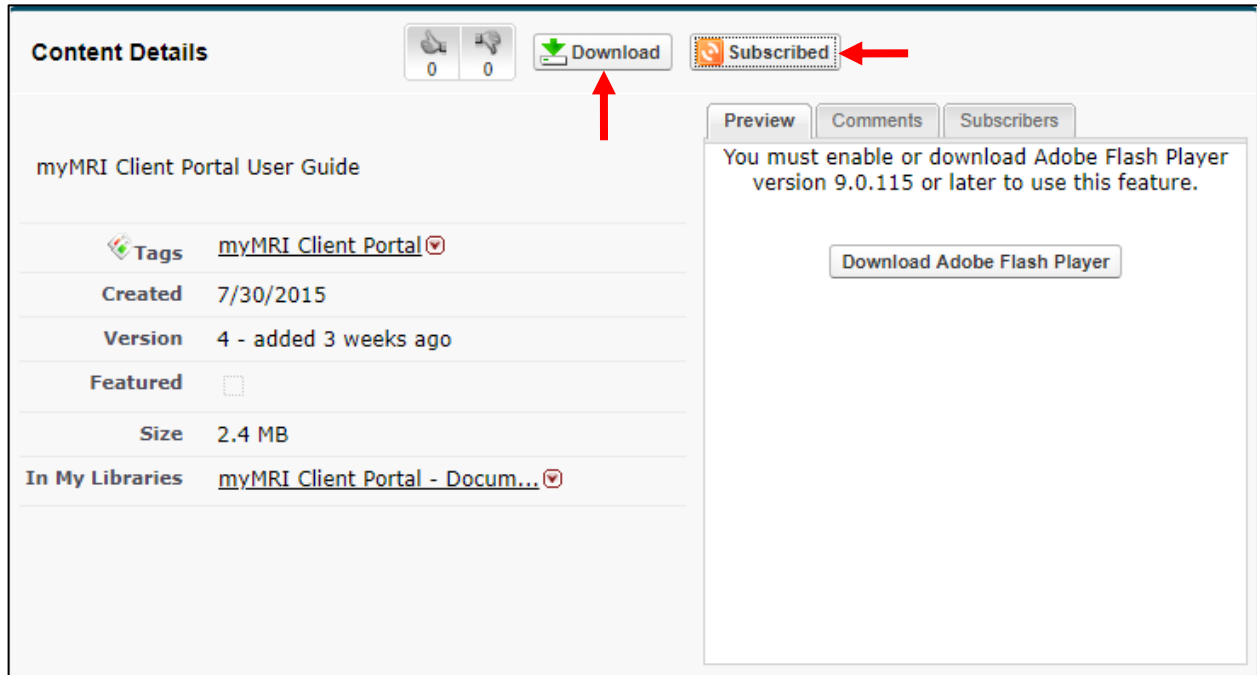 Content Details
0 0
Download
Subscribed
myMRI Client Portal User Guide
Tags myMRI Client Portal
Created 7/30/2015
Version 4 - added 3 weeks ago
Featured
Size 2.4 MB
In My Libraries myMRI Client Portal - Docum...
Preview Comments Subscribers
You must enable or download Adobe Flash Player
version 9.0.115 or later to use this feature.
Download Adobe Flash Player